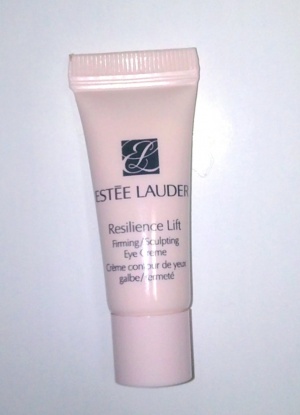 EL
ESTĒE LAUDER
Resilience Lift
Firming/Sculpting
Eye Creme
Crème contour de yeux
galbe/fermeté